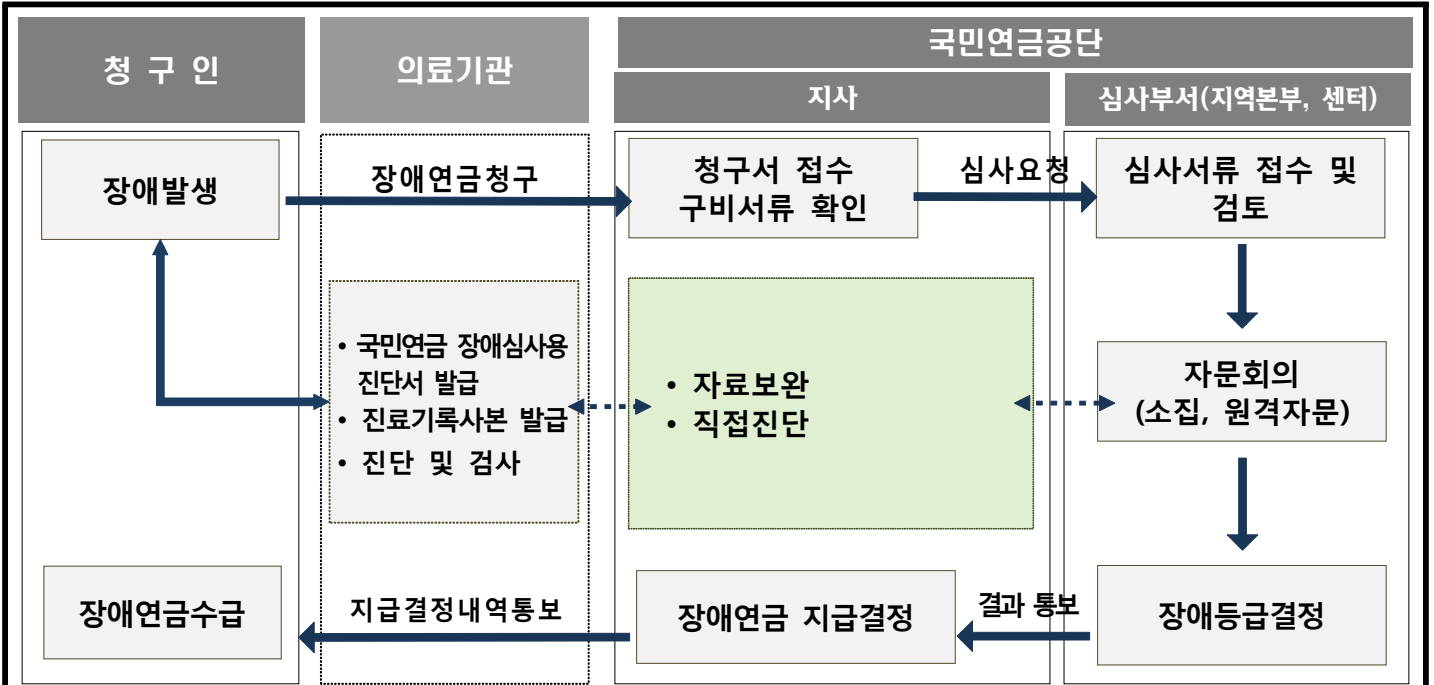 청 구 인
의료기관
국민연금공단
지사
심사부서(지역본부, 센터)
장애발생
장애연금청구
청구서 접수
구비서류 확인
심사요청
심사서류 접수 및
검토
• 국민연금 장애심사용
진단서 발급
• 진료기록사본 발급
• 진단 및 검사
• 자료보완
• 직접진단
자문회의
(소집, 원격자문)
장애연금수급
지급결정내역통보
장애연금 지급결정
결과 통보
장애등급결정